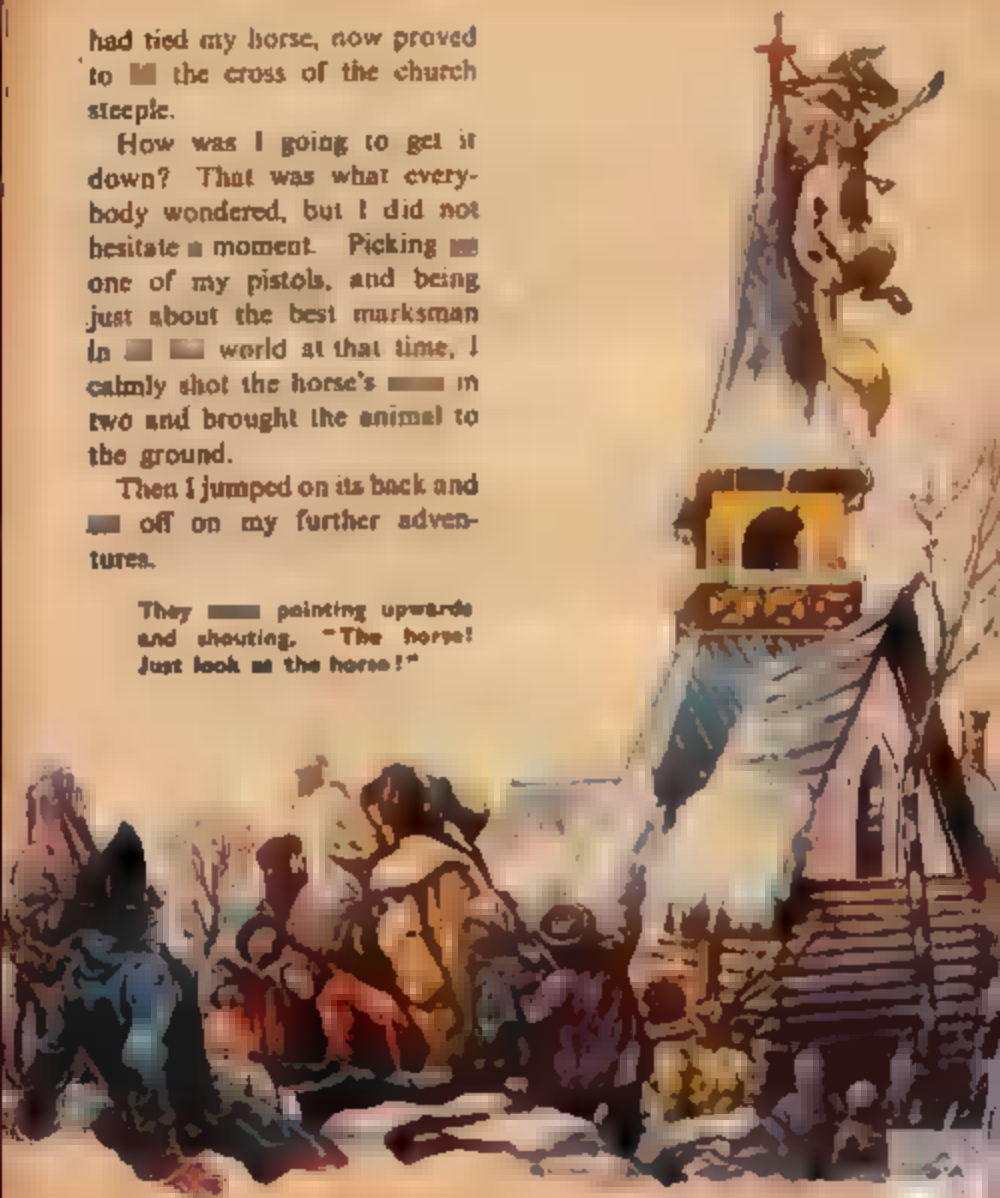 had tied my horse, now proved
to the cross of the church
steeple.
How was I going to get it
down? That was what every-
body wondered, but I did not
hesitate a moment. Picking
one of my pistols, and being
just about the best marksman
in world at that time, I
calmly shot the horse's in
two and brought the animal to
the ground.
Then I jumped on its back and
off on my further adven-
tures.
They pointing upwards
and shouting, "The horse!
Just look at the horse!"